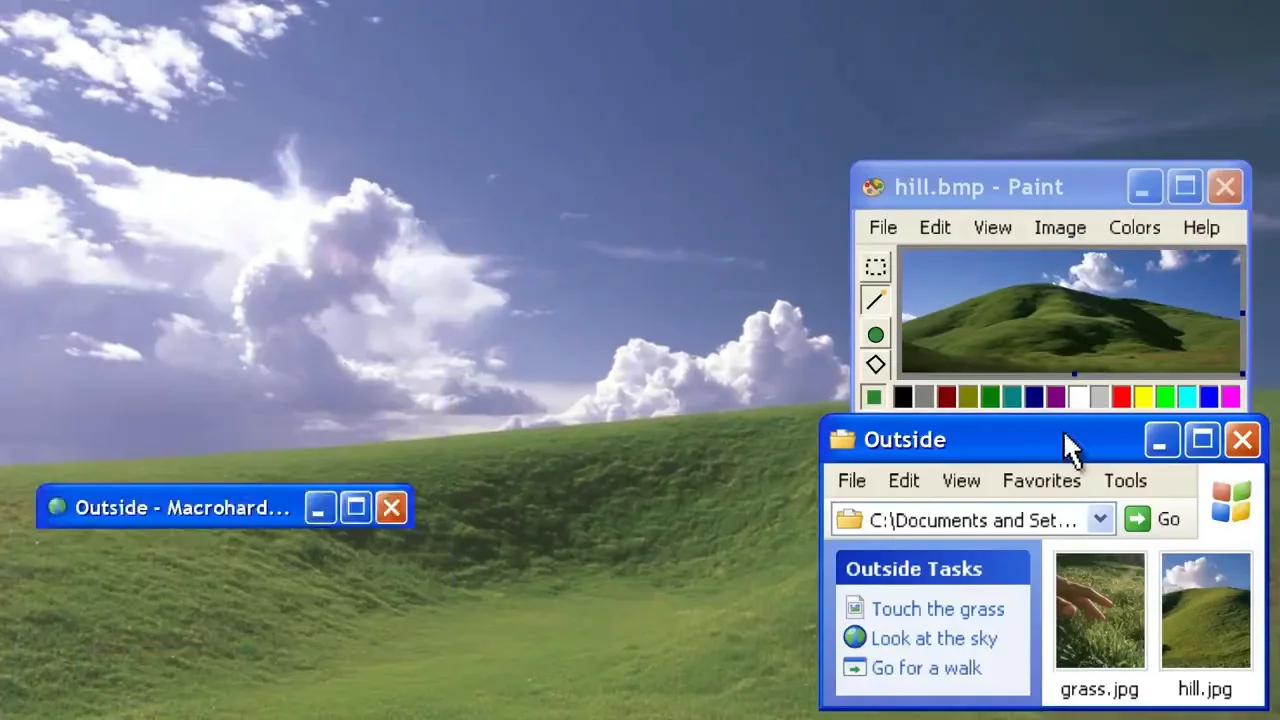 hill.bmp - Paint
File Edit View Image Colors Help
Outside
File Edit View Favorites Tools
C:\Documents and Set... Go
Outside - Macrohard...
Outside Tasks
Touch the grass
Look at the sky
Go for a walk
grass.jpg hill.jpg